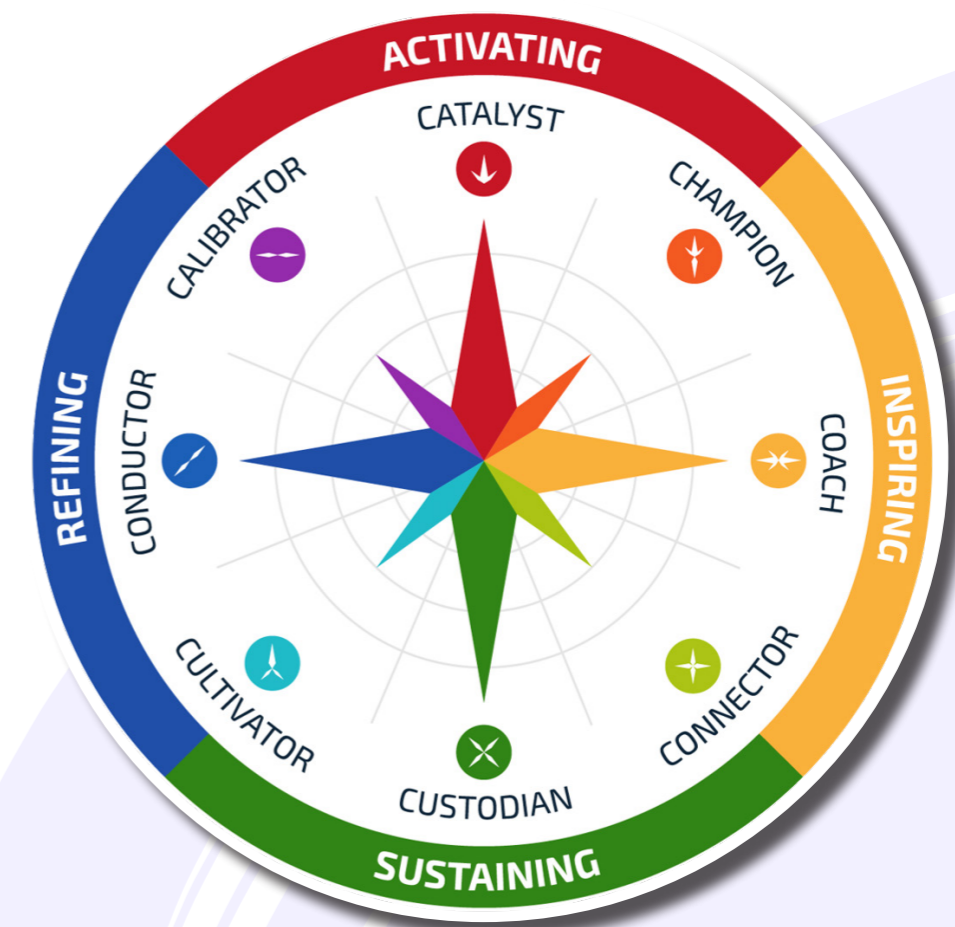 ACTIVATING
CATALYST
CALIBRATOR
CHAMPION
REFINING
CONDUCTOR
COACH
INSPIRING
CULTIVATOR
CONNECTOR
CUSTODIAN
SUSTAINING